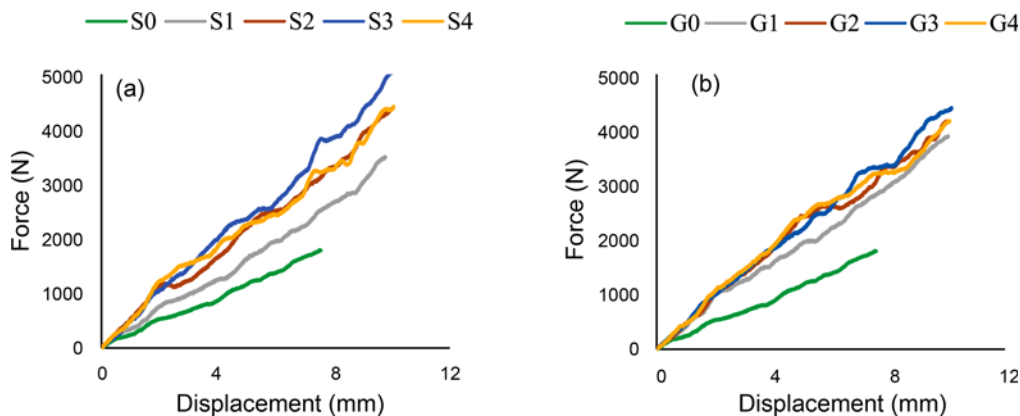 S0 S1 S2 S3 S4
(a)
5000
4000
3000
2000
1000
0
Force (N)
0 4 8 12
Displacement (mm)
G0 G1 G2 G3 G4
(b)
5000
4000
3000
2000
1000
0
Force (N)
0 4 8 12
Displacement (mm)